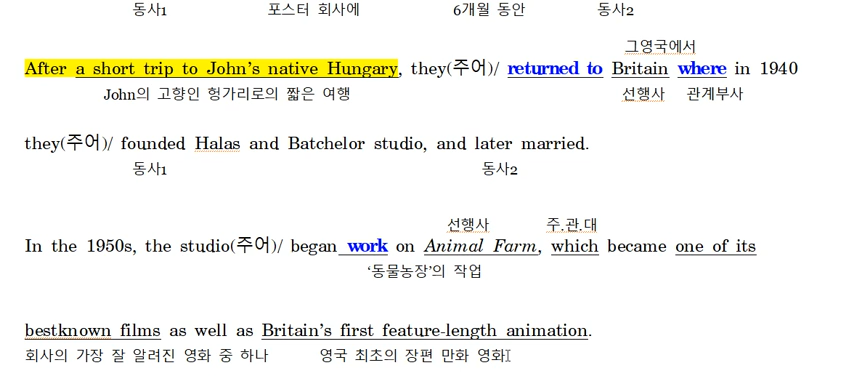 동사1 포스터 회사에 6개월 동안 동사2
그영국에서
After a short trip to John's native Hungary, they(주어)/ returned to Britain where in 1940
John의 고향인 헝가리로의 짧은 여행 선행사 관계부사
they(주어)/ founded Halas and Batchelor studio, and later married.
동사1 동사2
선행사 주.관.대
In the 1950s, the studio(주어)/ began work on Animal Farm, which became one of its
‘동물농장’의 작업
bestknown films as well as Britain's first feature-length animation.
회사의 가장 잘 알려진 영화 중 하나 영국 최초의 장편 만화 영화